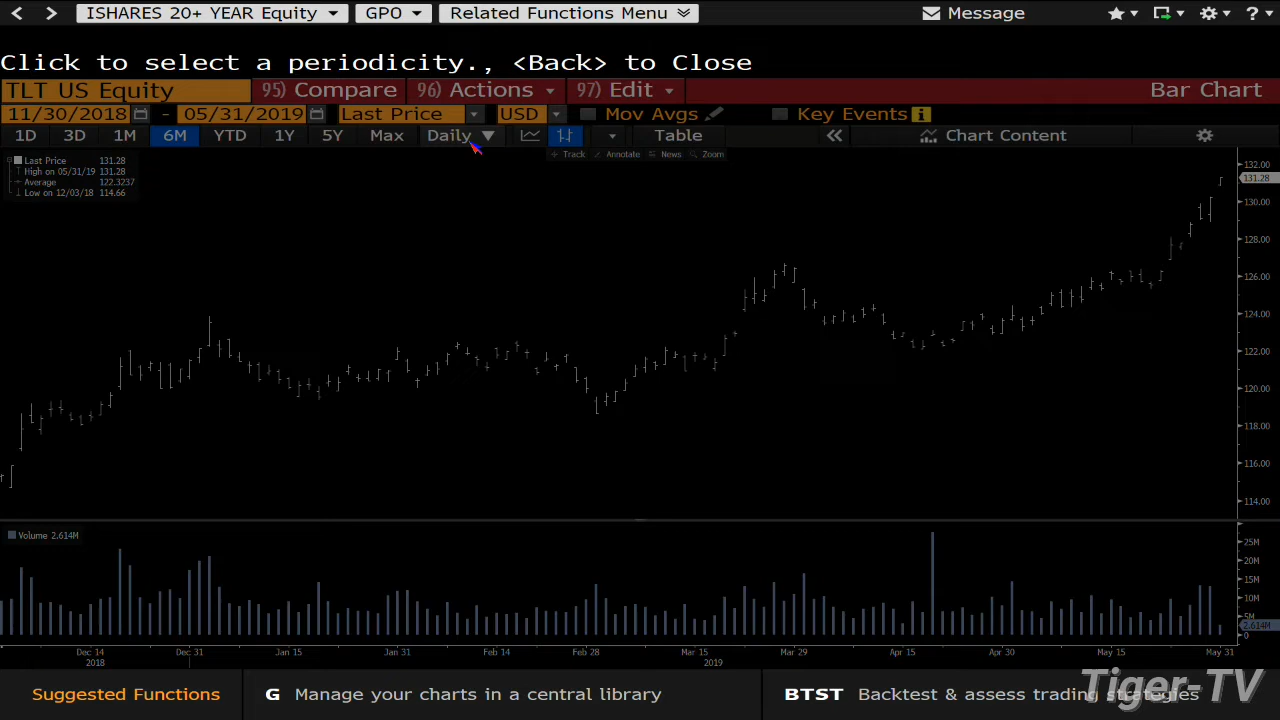 ISHARES 20+ YEAR Equity GPO Related Functions Menu Message ?
Click to select a periodicity., <Back> to Close
TLT US Equity 95) Compare 96) Actions 97) Edit Bar Chart
11/30/2018 - 05/31/2019 Last Price USD Mov Avgs Key Events i
1D 3D 1M 6M YTD 1Y 5Y Max Daily Table Chart Content
Track Annotate News Zoom
Last Price 131.28
High on 05/31/19 131.28
Average 122.3237
Low on 12/03/18 114.66
132.00
131.28
130.00
128.00
126.00
124.00
122.00
120.00
118.00
116.00
114.00
Volume 2.614M
25M
20M
15M
10M
5M
2.614M
0
Dec 14 Dec 31 Jan 15 Jan 31 Feb 14 Feb 28 Mar 15 Mar 29 Apr 15 Apr 30 May 15 May 31
2018 2019
Suggested Functions G Manage your charts in a central library BTST Backtest & assess trading strategies
Tiger-TV